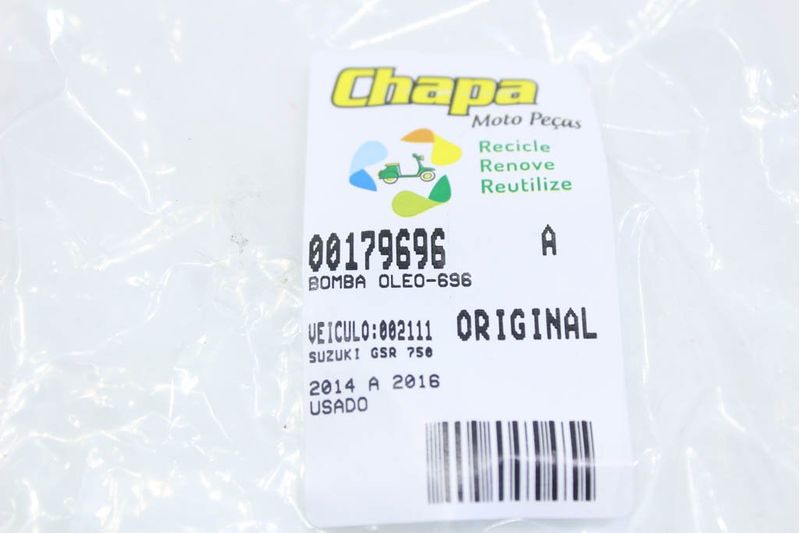 Chapa
Moto Peças
Recicle
Renove
Reutilize
00179696 A
BOMBA OLEO-696
VEICULO:002111 ORIGINAL
SUZUKI GSR 750
2014 A 2016
USADO